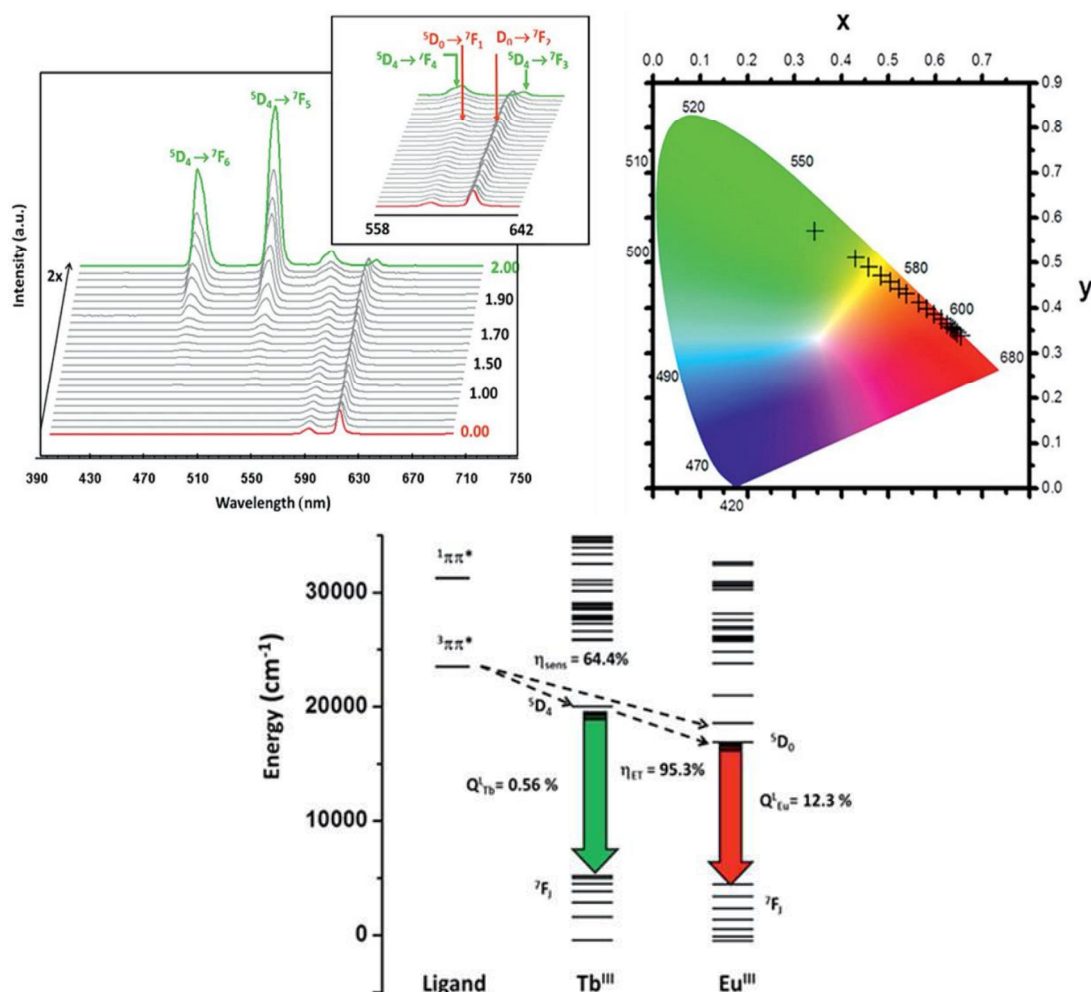 ⁵D₀→⁷F₁ D₀→⁷F₂
⁵D₄→⁷F₄ ⁵D₄→⁷F₃
558 642
⁵D₄→⁷F₅
⁵D₄→⁷F₆
Intensity (a.u.)
2x
2.00
1.90
1.70
1.50
1.00
0.00
390 430 470 510 550 590 630 670 710 750
Wavelength (nm)
x
0.0 0.1 0.2 0.3 0.4 0.5 0.6 0.7
0.9
0.8
0.7
0.6
0.5
0.4
0.3
0.2
0.1
0.0
y
520
510
550
500
580
600
490
680
470
420
Energy (cm⁻¹)
30000
20000
10000
0
¹ππ*
³ππ*
ηsens = 64.4%
⁵D₄
⁵D₀
ηET = 95.3%
QᴸTb= 0.56 %
QᴸEu= 12.3 %
⁷FJ
⁷FJ
Ligand Tbᴵᴵᴵ Euᴵᴵᴵ